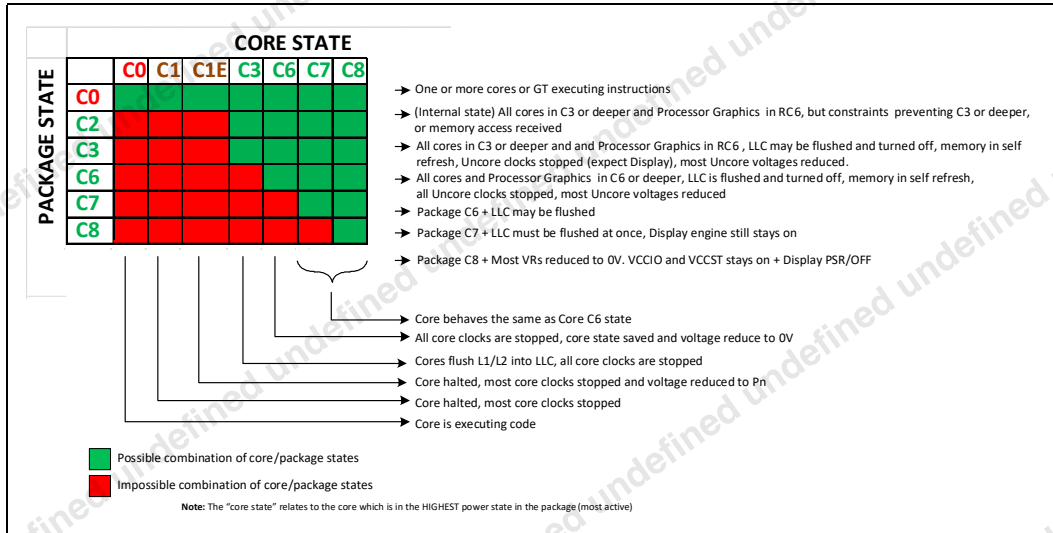 CORE STATE
PACKAGE STATE
C0 C1 C1E C3 C6 C7 C8
C0
C2
C3
C6
C7
C8
One or more cores or GT executing instructions
(Internal state) All cores in C3 or deeper and Processor Graphics in RC6, but constraints preventing C3 or deeper,
or memory access received
All cores in C3 or deeper and and Processor Graphics in RC6 , LLC may be flushed and turned off, memory in self
refresh, Uncore clocks stopped (expect Display), most Uncore voltages reduced.
All cores and Processor Graphics in C6 or deeper, LLC is flushed and turned off, memory in self refresh,
all Uncore clocks stopped, most Uncore voltages reduced
Package C6 + LLC may be flushed
Package C7 + LLC must be flushed at once, Display engine still stays on
Package C8 + Most VRs reduced to 0V. VCCIO and VCCST stays on + Display PSR/OFF
Core behaves the same as Core C6 state
All core clocks are stopped, core state saved and voltage reduce to 0V
Cores flush L1/L2 into LLC, all core clocks are stopped
Core halted, most core clocks stopped and voltage reduced to Pn
Core halted, most core clocks stopped
Core is executing code
Possible combination of core/package states
Impossible combination of core/package states
Note: The "core state" relates to the core which is in the HIGHEST power state in the package (most active)
undefined undefined undefined undefined
undefined undefined undefined undefined